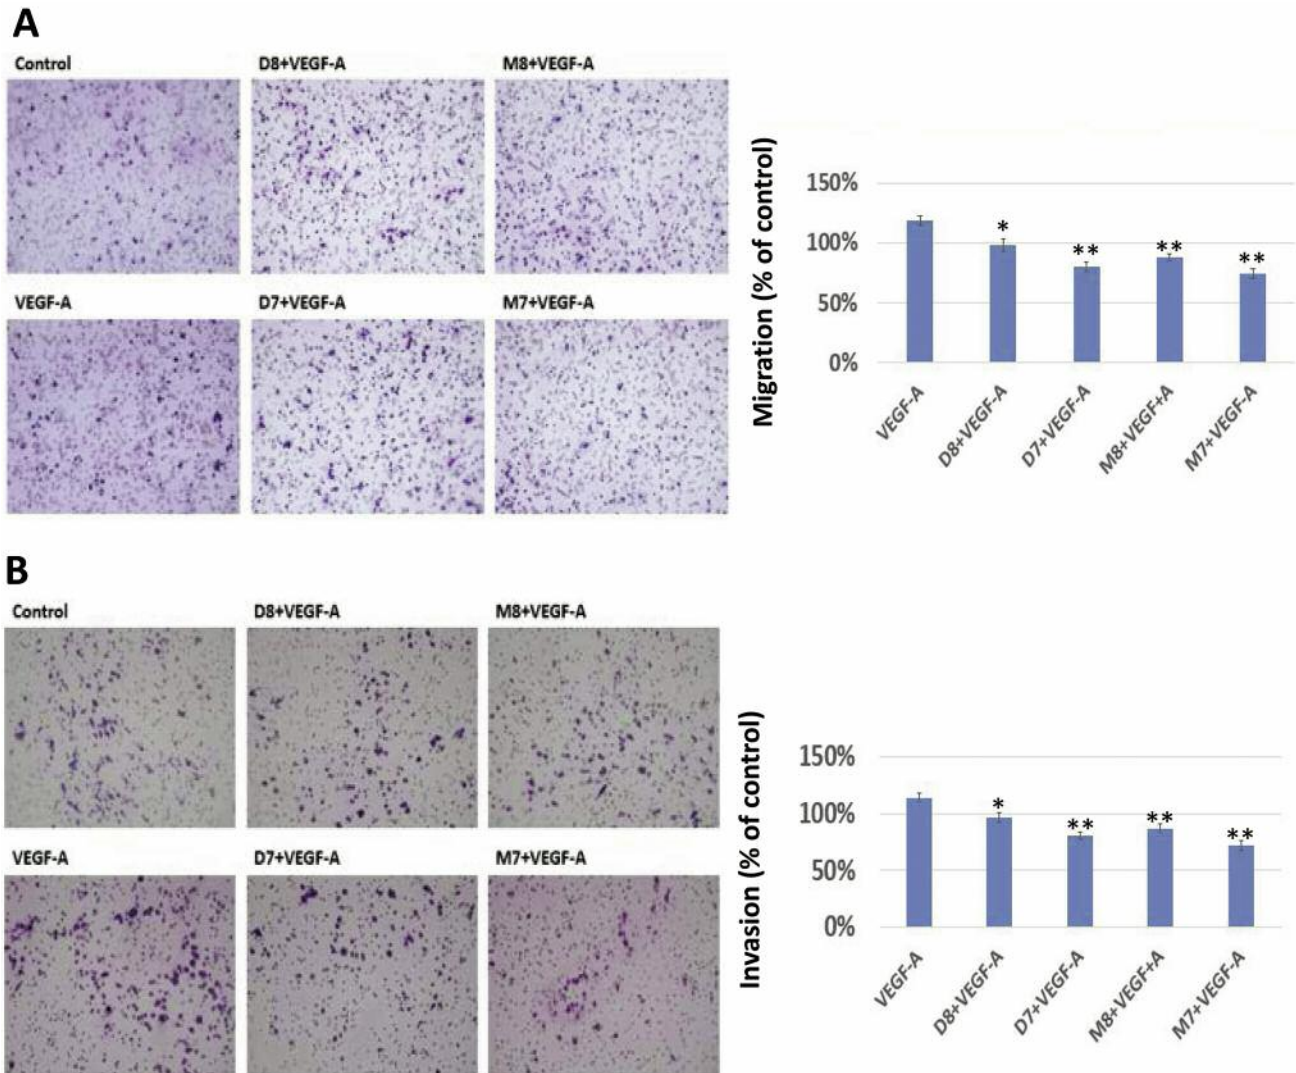 A
Control
D8+VEGF-A
M8+VEGF-A
VEGF-A
D7+VEGF-A
M7+VEGF-A
Migration (% of control)
150%
100%
50%
0%
*
**
**
**
VEGF-A
D8+VEGF-A
D7+VEGF-A
M8+VEGF+A
M7+VEGF-A
B
Control
D8+VEGF-A
M8+VEGF-A
VEGF-A
D7+VEGF-A
M7+VEGF-A
Invasion (% of control)
150%
100%
50%
0%
*
**
**
**
VEGF-A
D8+VEGF-A
D7+VEGF-A
M8+VEGF+A
M7+VEGF-A